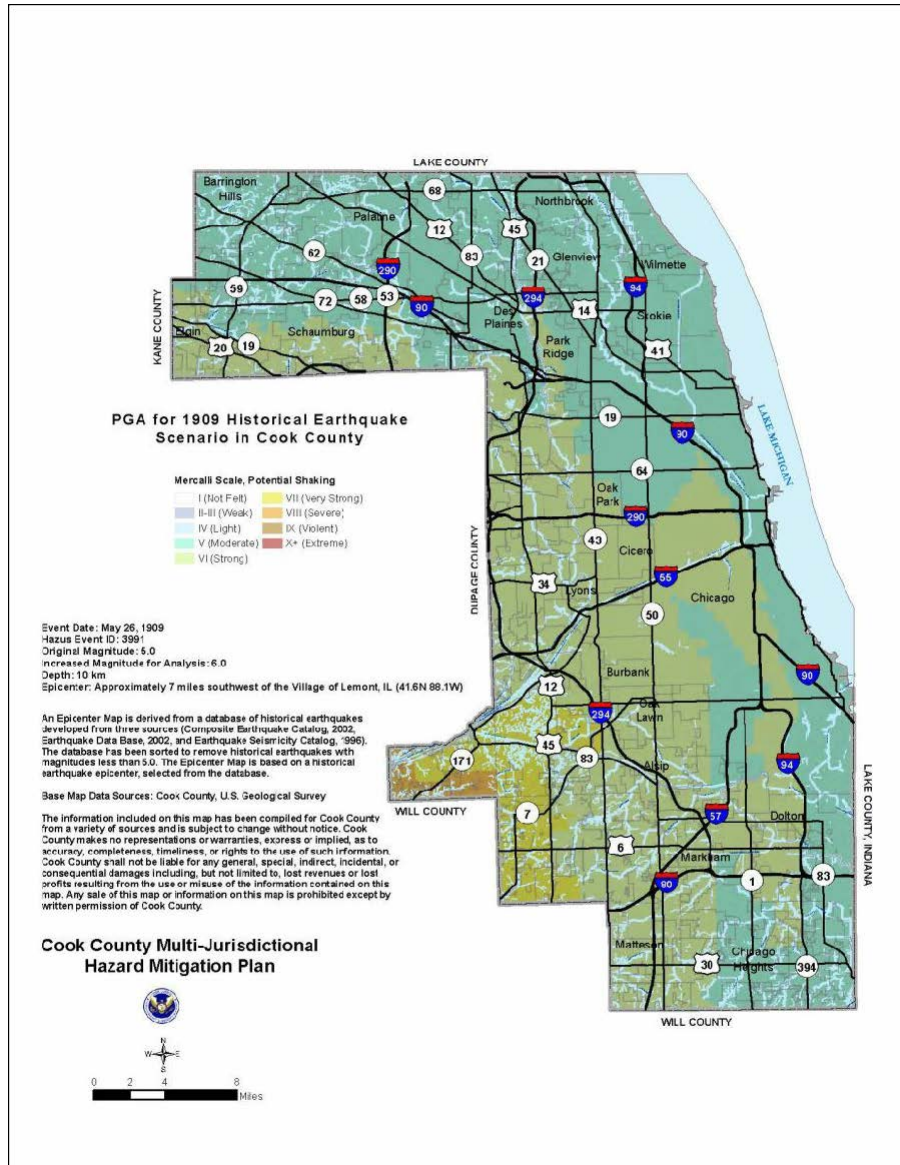 LAKE COUNTY
Barrington
Hills
68
Northbrook
Palatine
12
45
62
83
21
Glenview
Wilmette
290
59
72
58
53
90
294
94
Des
Plaines
14
Skokie
KANE COUNTY
Elgin
Schaumburg
20
19
Park
Ridge
41
PGA for 1909 Historical Earthquake
Scenario in Cook County
19
90
LAKE MICHIGAN
Mercalli Scale, Potential Shaking
I (Not Felt)
II-III (Weak)
IV (Light)
V (Moderate)
VI (Strong)
VII (Very Strong)
VIII (Severe)
IX (Violent)
X+ (Extreme)
64
Oak
Park
290
43
Cicero
DUPAGE COUNTY
34
Lyons
55
Chicago
50
Event Date: May 26, 1909
Hazus Event ID: 3991
Original Magnitude: 5.0
Increased Magnitude for Analysis: 6.0
Depth: 10 km
Epicenter: Approximately 7 miles southwest of the Village of Lemont, IL (41.6N 88.1W)
Burbank
90
12
294
Oak
Lawn
An Epicenter Map is derived from a database of historical earthquakes
developed from three sources (Composite Earthquake Catalog, 2002,
Earthquake Data Base, 2002, and Earthquake Seismicity Catalog, 1996).
The database has been sorted to remove historical earthquakes with
magnitudes less than 5.0. The Epicenter Map is based on a historical
earthquake epicenter, selected from the database.
45
171
83
Alsip
94
Base Map Data Sources: Cook County, U.S. Geological Survey
WILL COUNTY
LAKE COUNTY, INDIANA
7
57
Dolton
The information included on this map has been compiled for Cook County
from a variety of sources and is subject to change without notice. Cook
County makes no representations or warranties, express or implied, as to
accuracy, completeness, timeliness, or rights to the use of such information.
Cook County shall not be liable for any general, special, indirect, incidental, or
consequential damages including, but not limited to, lost revenues or lost
profits resulting from the use or misuse of the information contained on this
map. Any sale of this map or information on this map is prohibited except by
written permission of Cook County.
6
Markham
80
1
83
Cook County Multi-Jurisdictional
Hazard Mitigation Plan
Matteson
30
Chicago
Heights
394
WILL COUNTY
N
W
E
S
0 2 4 8
Miles